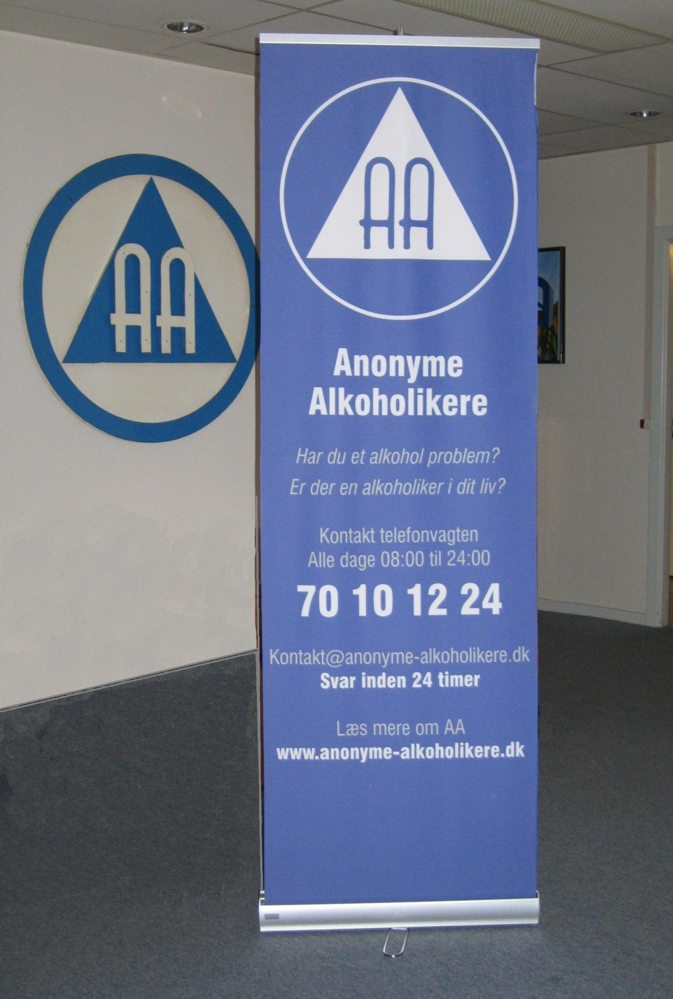 AA
AA
Anonyme
Alkoholikere
Har du et alkohol problem?
Er der en alkoholiker i dit liv?
Kontakt telefonvagten
Alle dage 08:00 til 24:00
70 10 12 24
Kontakt@anonyme-alkoholikere.dk
Svar inden 24 timer
Læs mere om AA
www.anonyme-alkoholikere.dk